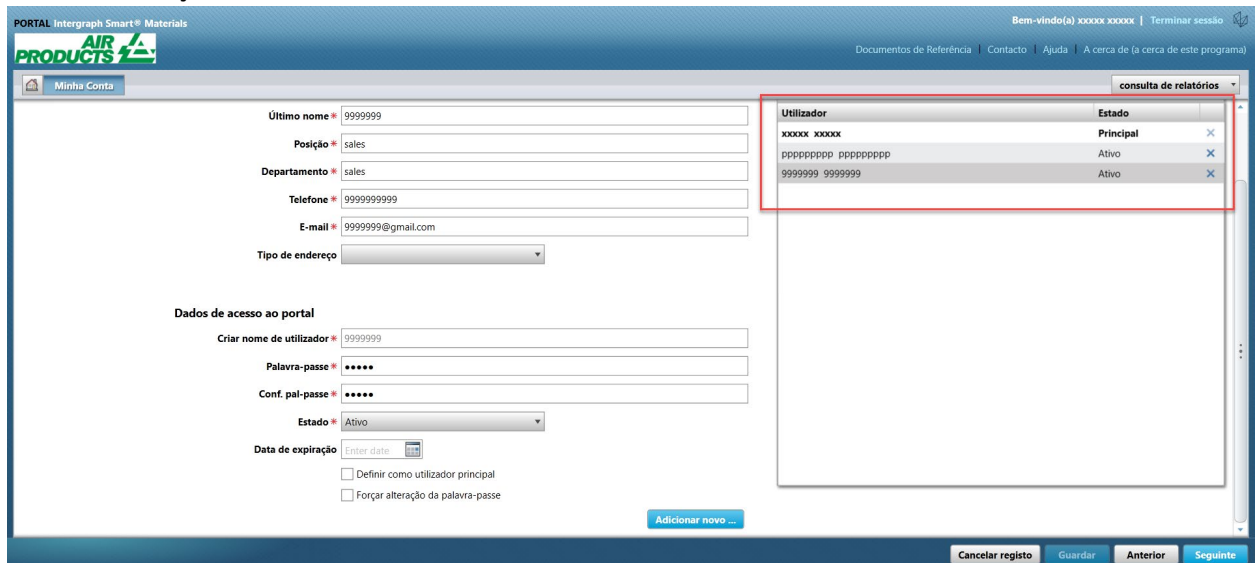 PORTAL Intergraph Smart® Materials
Bem-vindo(a) xxxxx xxxxx | Terminar sessão
AIR PRODUCTS
Documentos de Referência | Contacto | Ajuda | A cerca de (a cerca de este programa)
Minha Conta
consulta de relatórios
Último nome* 9999999
Posição* sales
Departamento* sales
Telefone* 9999999999
E-mail* 9999999@gmail.com
Tipo de endereço
Utilizador Estado
xxxxx xxxxx Principal ×
ppppppppp ppppppppp Ativo ×
9999999 9999999 Ativo ×
Dados de acesso ao portal
Criar nome de utilizador* 9999999
Palavra-passe* •••••
Conf. pal-passe* •••••
Estado* Ativo
Data de expiração Enter date
Definir como utilizador principal
Forçar alteração da palavra-passe
Adicionar novo ...
Cancelar registo Guardar Anterior Seguinte